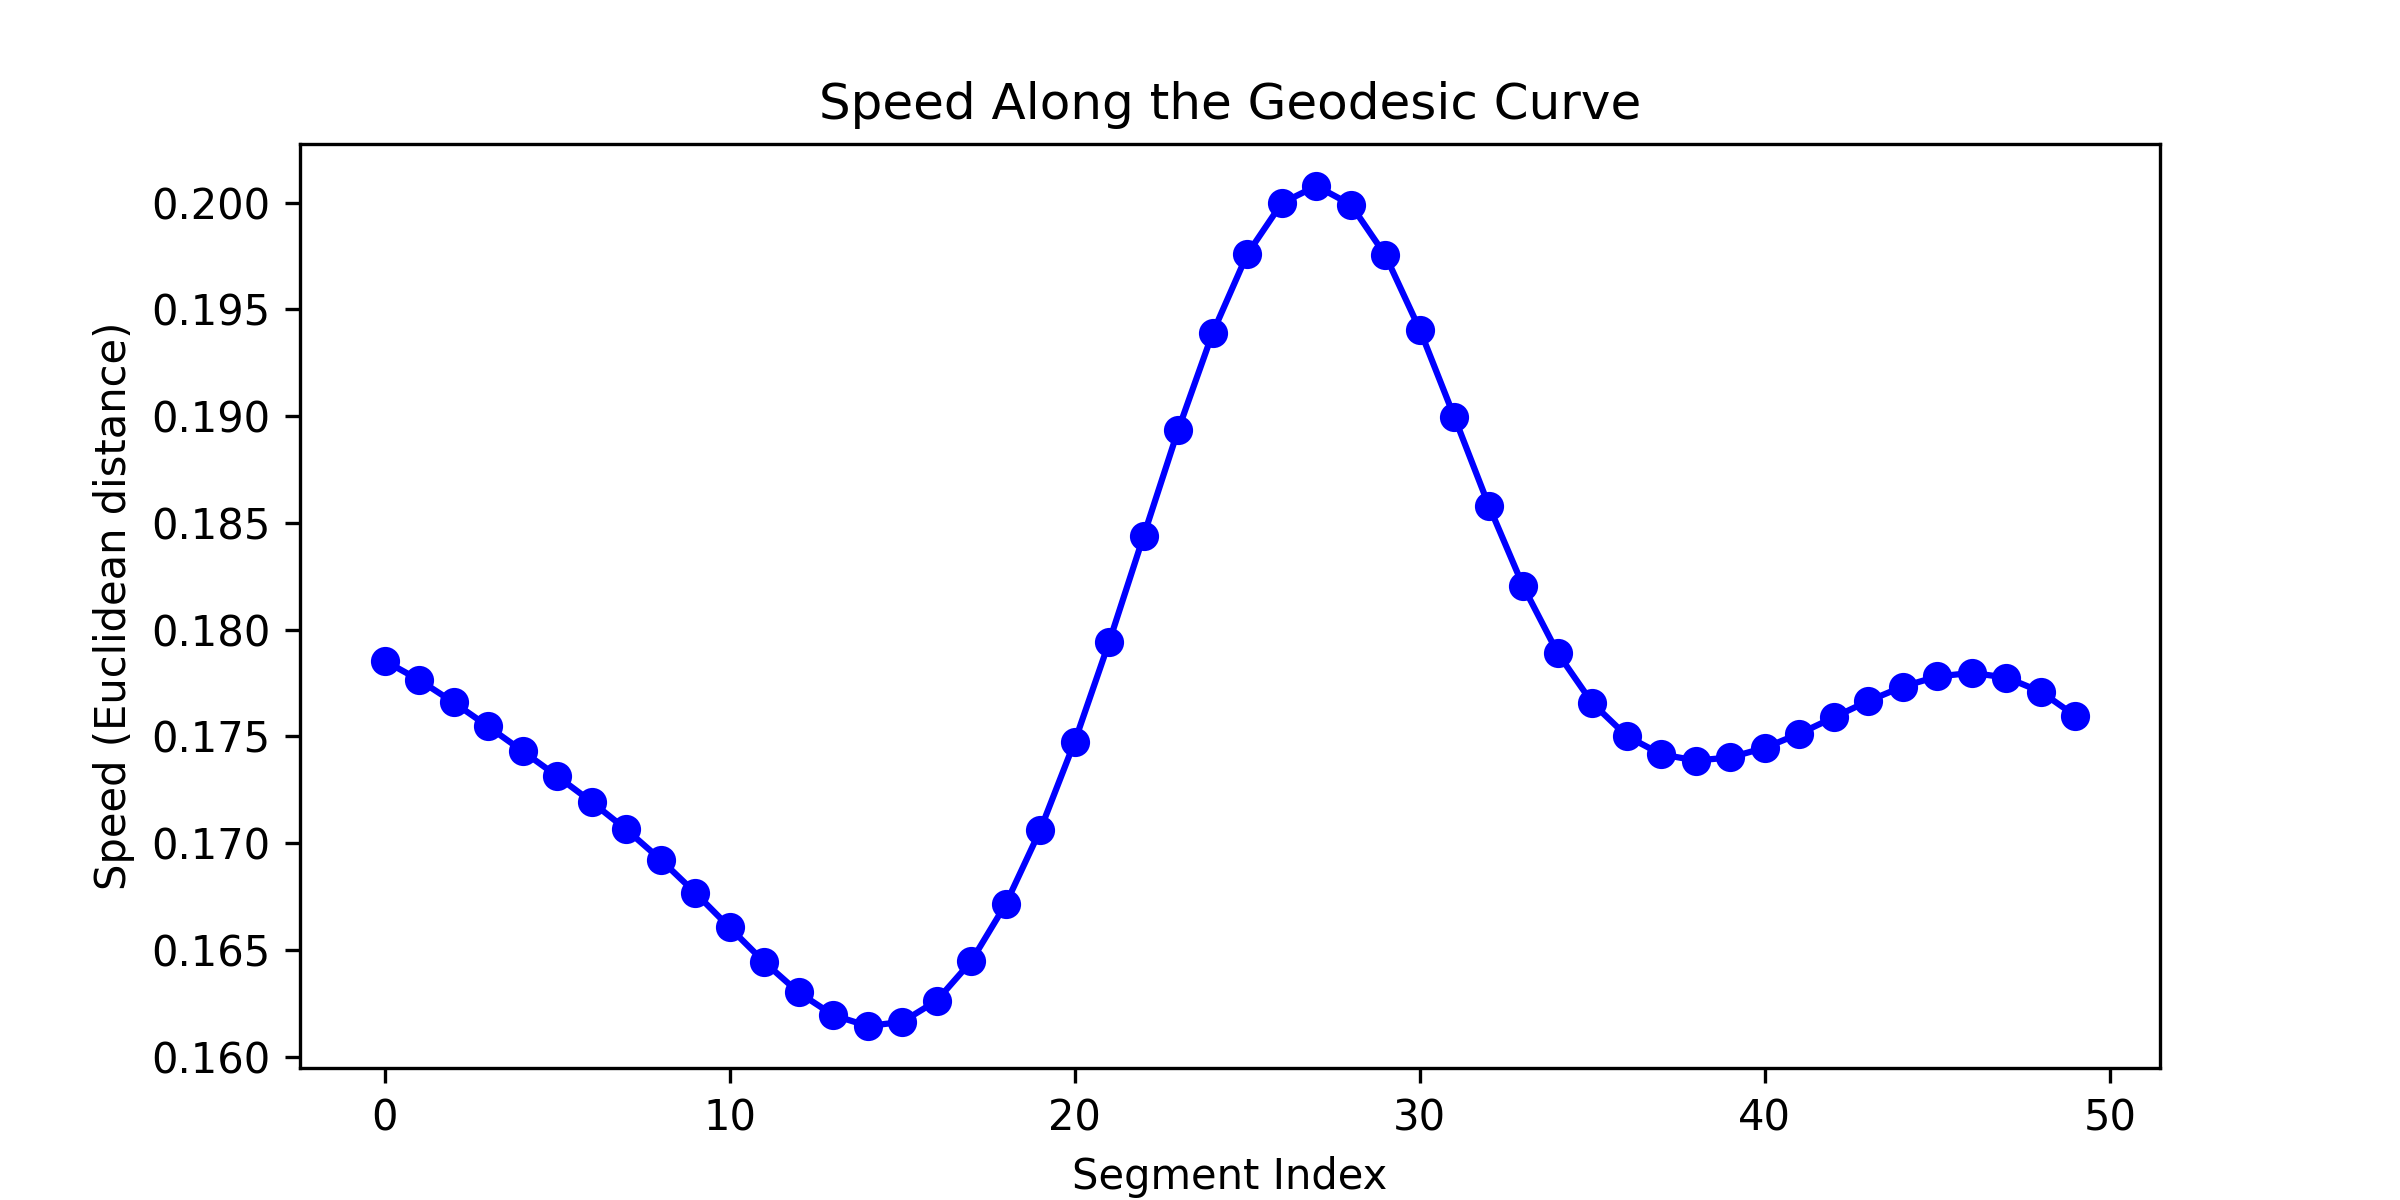 Speed Along the Geodesic Curve
Speed (Euclidean distance)
0.200
0.195
0.190
0.185
0.180
0.175
0.170
0.165
0.160
0 10 20 30 40 50
Segment Index